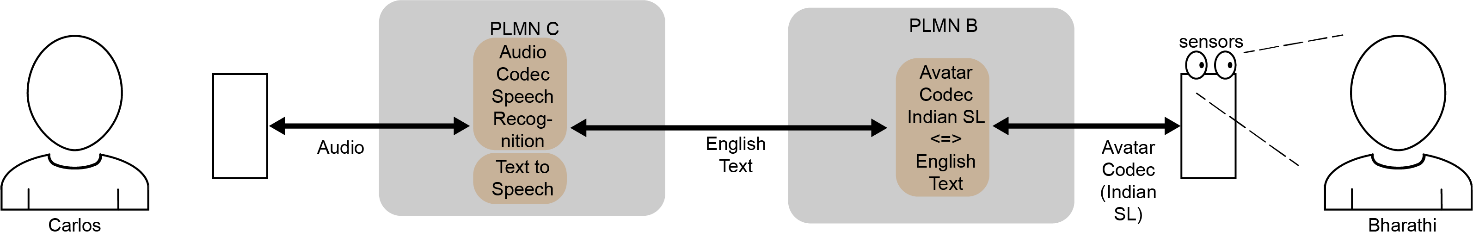 PLMN C
Audio
Codec
Speech
Recog-
nition
Text to
Speech
PLMN B
Avatar
Codec
Indian SL
<=>
English
Text
sensors
Audio
English
Text
Avatar
Codec
(Indian
SL)
Carlos
Bharathi